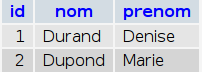 id nom prenom
1 Durand Denise
2 Dupond Marie